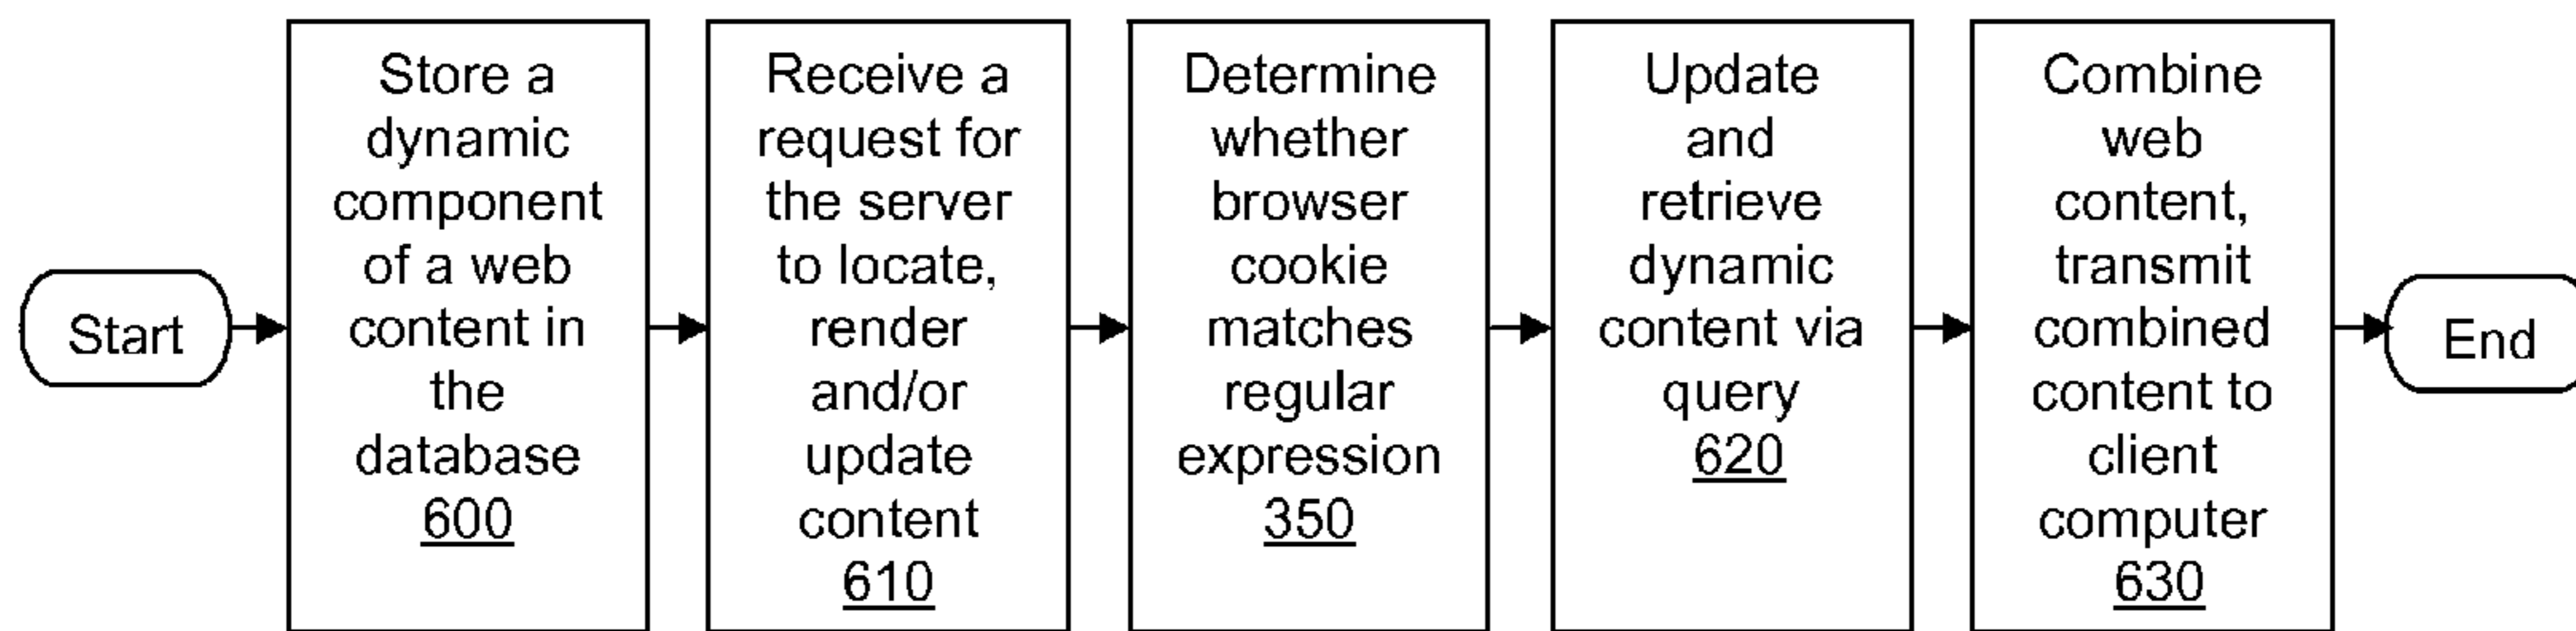 Start
Store a
dynamic
component
of a web
content in
the
database
600
Receive a
request for
the server
to locate,
render
and/or
update
content
610
Determine
whether
browser
cookie
matches
regular
expression
350
Update
and
retrieve
dynamic
content via
query
620
Combine
web
content,
transmit
combined
content to
client
computer
630
End